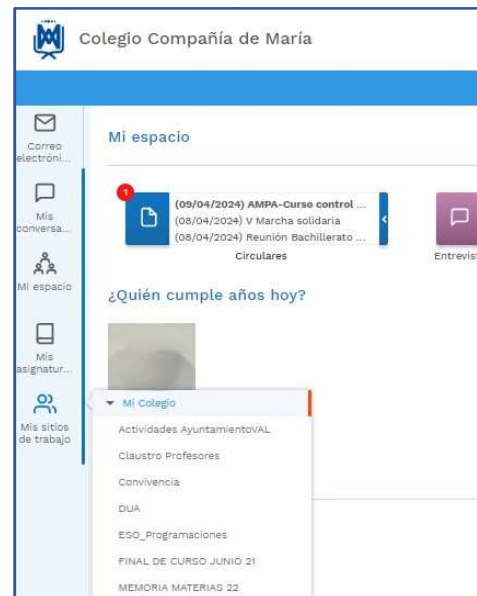 Colegio Compañía de María
Correo
electróni...
Mis
conversa...
Mi espacio
Mis
asignatur...
Mis sitios
de trabajo
Mi espacio
1
(09/04/2024) AMPA-Curso control ...
(08/04/2024) V Marcha solidaria
(08/04/2024) Reunión Bachillerato ...
Circulares
Entrevis
¿Quién cumple años hoy?
Mi Colegio
Actividades AyuntamientoVAL
Claustro Profesores
Convivencia
DUA
ESO_Programaciones
FINAL DE CURSO JUNIO 21
MEMORIA MATERIAS 22